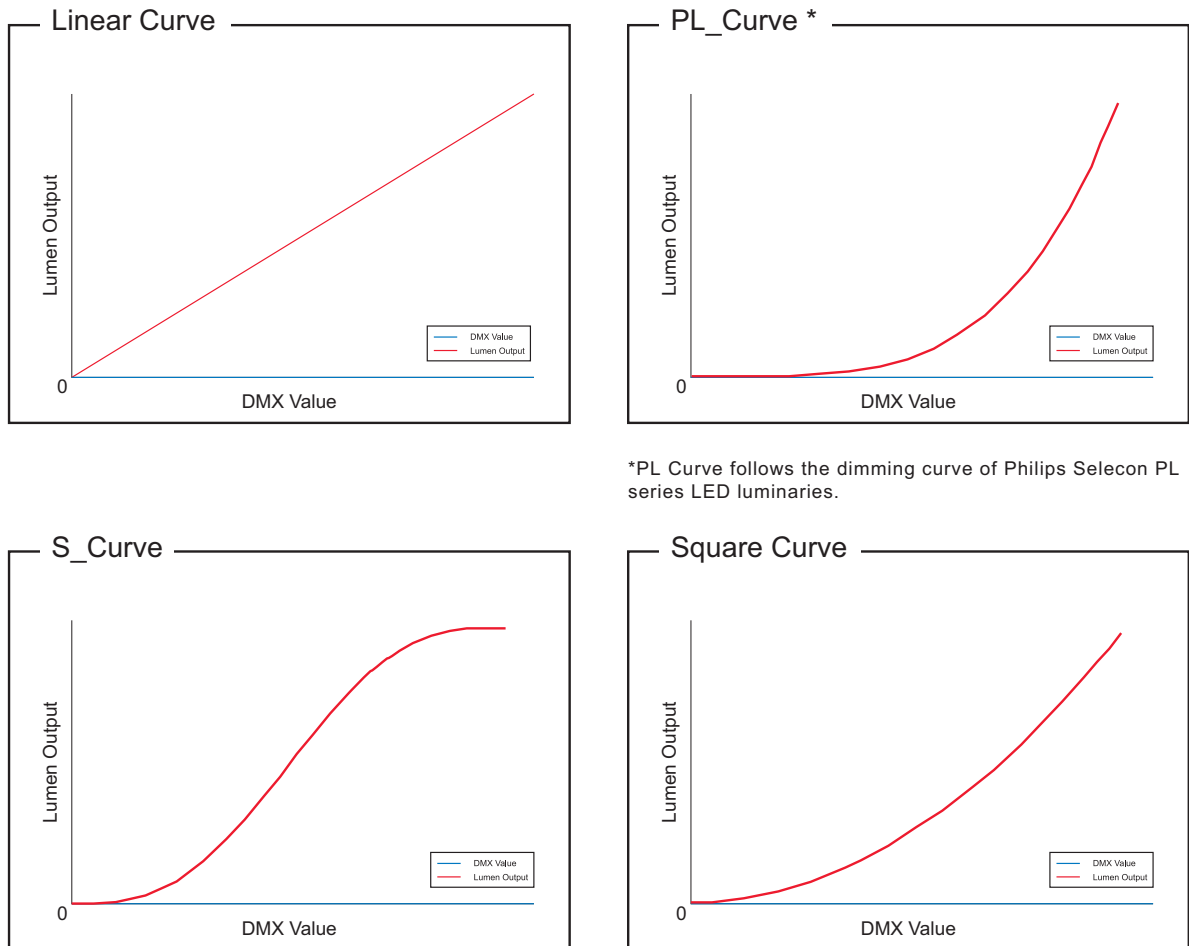 Linear Curve
Lumen Output
DMX Value
Lumen Output
0
DMX Value
PL_Curve *
Lumen Output
DMX Value
Lumen Output
0
DMX Value
*PL Curve follows the dimming curve of Philips Selecon PL
series LED luminaries.
S_Curve
Lumen Output
DMX Value
Lumen Output
0
DMX Value
Square Curve
Lumen Output
DMX Value
Lumen Output
0
DMX Value